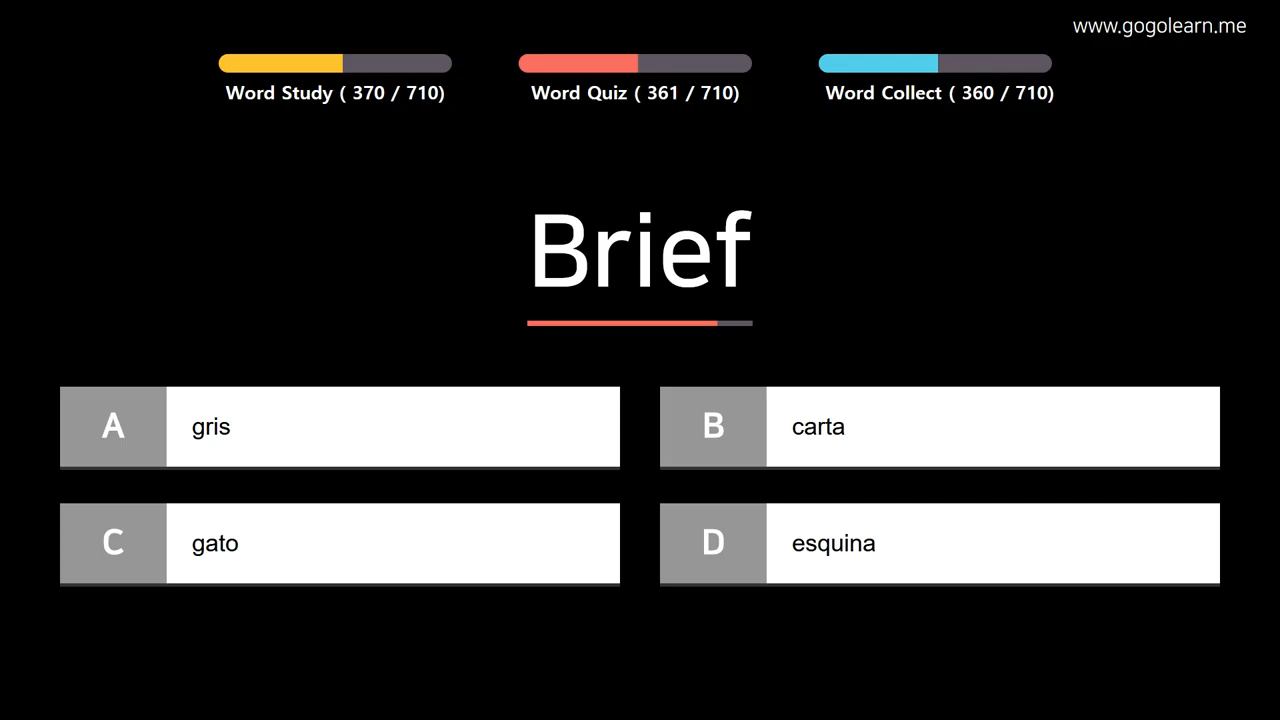 www.gogolearn.me
Word Study ( 370 / 710)
Word Quiz ( 361 / 710)
Word Collect ( 360 / 710)
Brief
A gris
B carta
C gato
D esquina